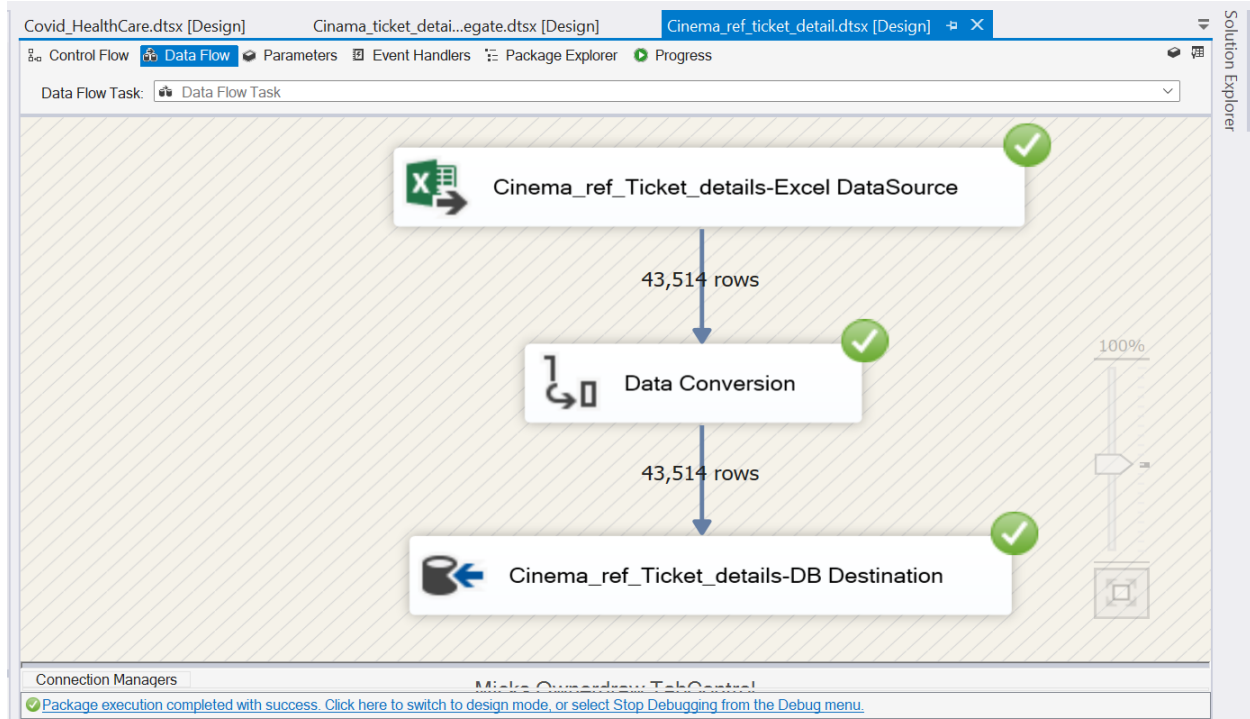 Covid_HealthCare.dtsx [Design] Cinama_ticket_detai...egate.dtsx [Design] Cinema_ref_ticket_detail.dtsx [Design]
Control Flow Data Flow Parameters Event Handlers Package Explorer Progress
Data Flow Task: Data Flow Task
Solution Explorer
Cinema_ref_Ticket_details-Excel DataSource
43,514 rows
100%
Data Conversion
43,514 rows
Cinema_ref_Ticket_details-DB Destination
Connection Managers
Package execution completed with success. Click here to switch to design mode, or select Stop Debugging from the Debug menu.